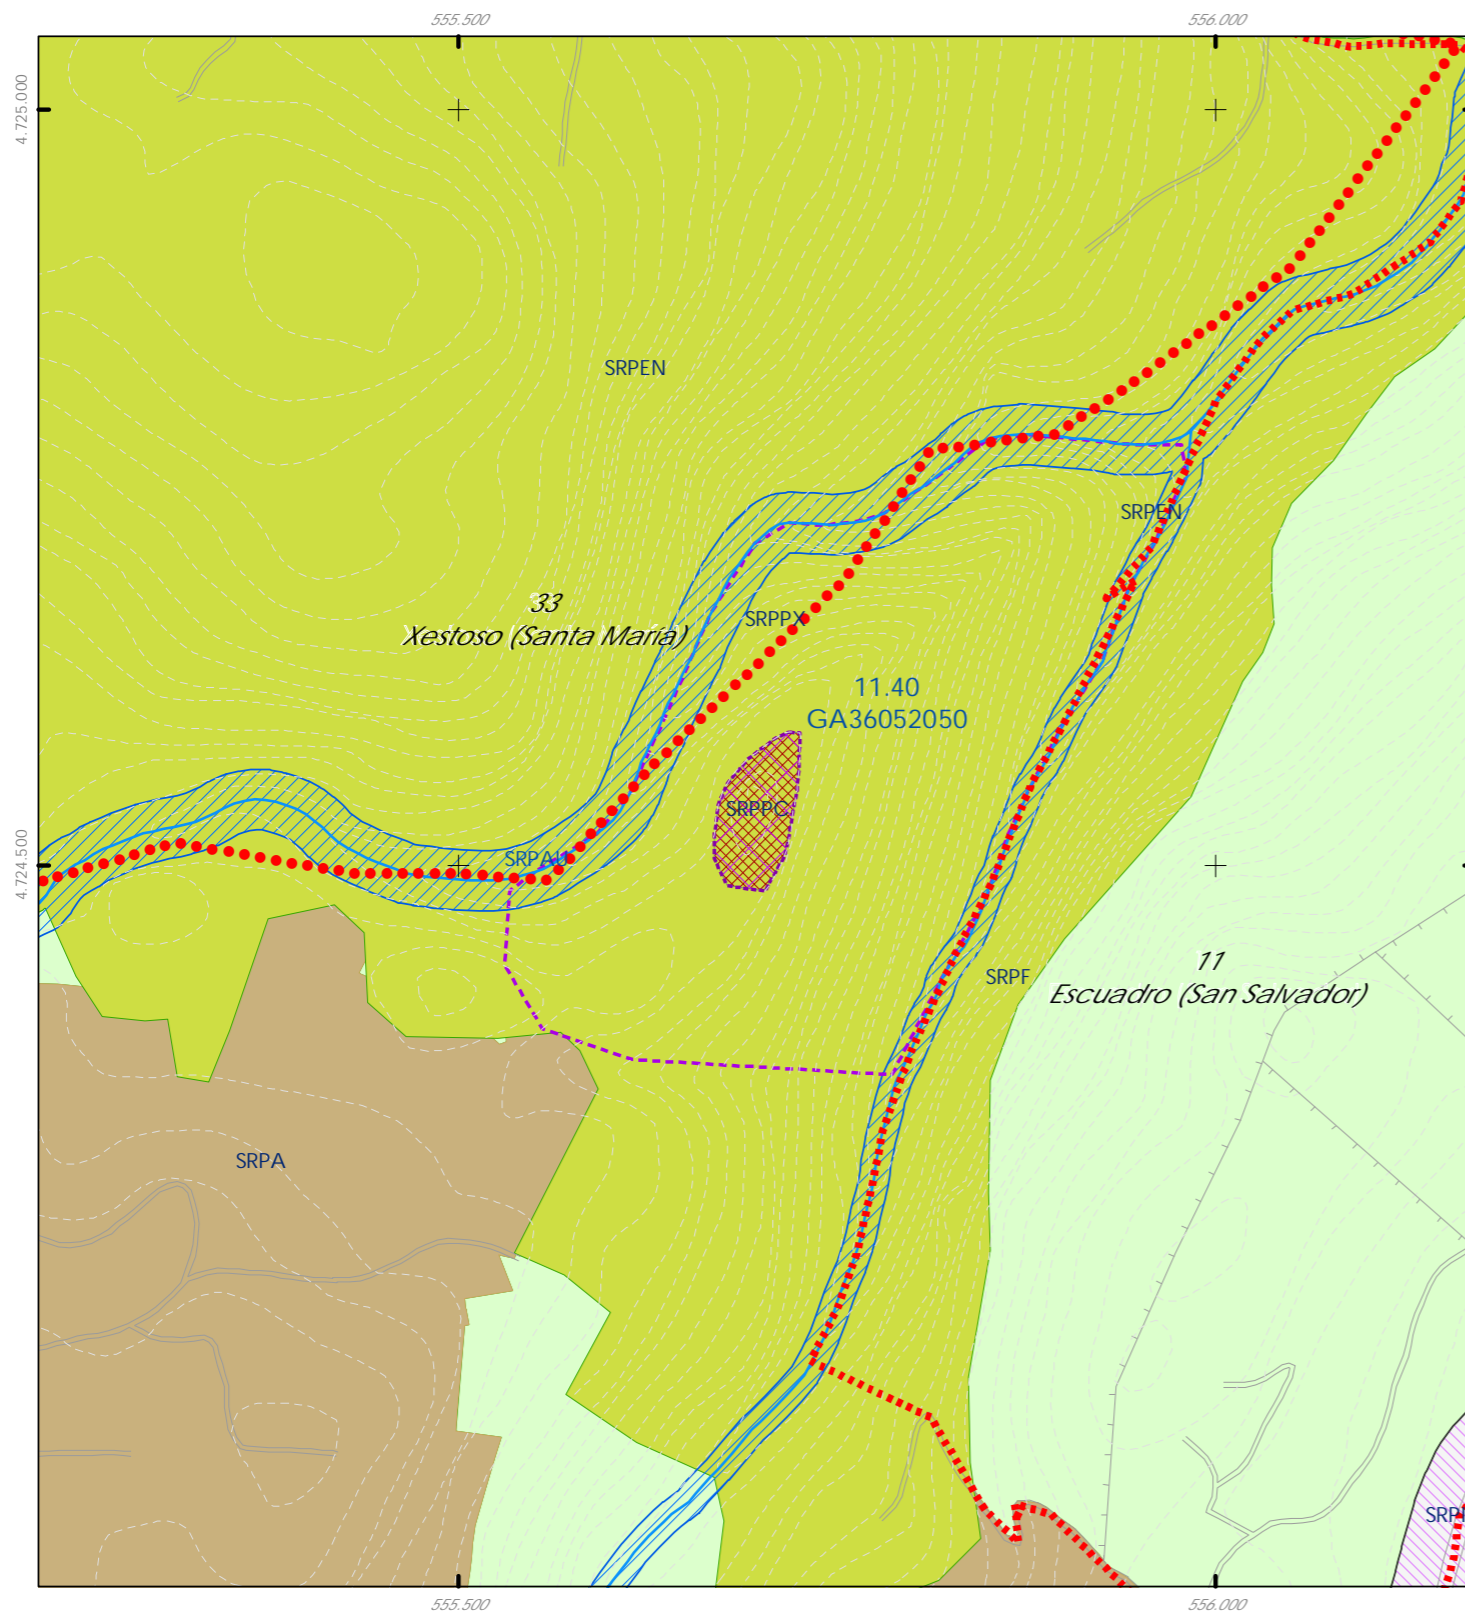 555.500
556.000
4.725.000
SRPEN
SRPEN
33
Xestoso (Santa María)
SRPPX
11.40
GA36052050
SRPPC
4.724.500
SRPAU
11
SRPF
Escuadro (San Salvador)
SRPA
555.500
556.000